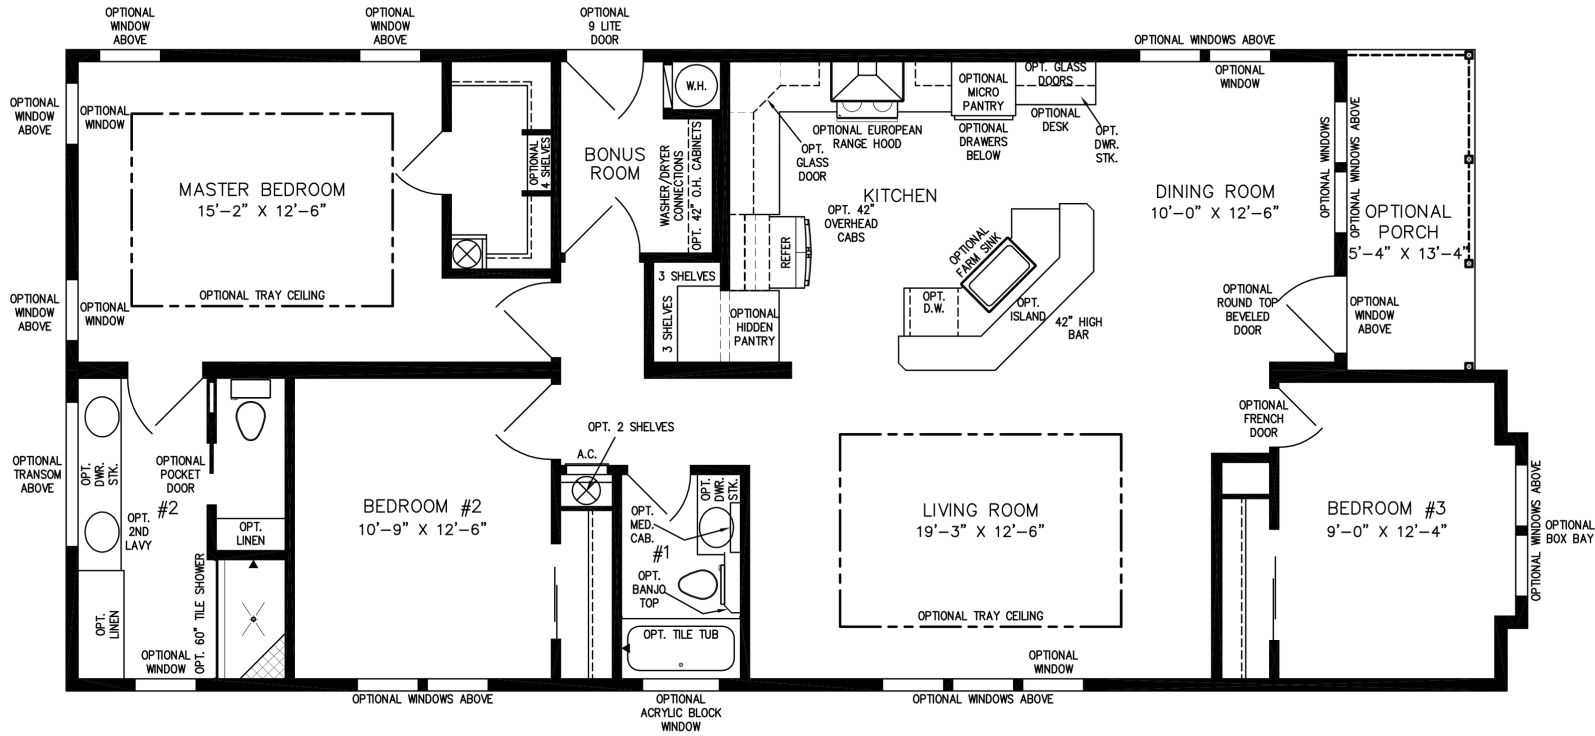 OPTIONAL
WINDOW
ABOVE
OPTIONAL
WINDOW
ABOVE
OPTIONAL
9 LITE
DOOR
OPTIONAL WINDOWS ABOVE
OPTIONAL
WINDOW
OPTIONAL
WINDOW
ABOVE
OPTIONAL
WINDOW
MASTER BEDROOM
15'-2" X 12'-6"
OPTIONAL TRAY CEILING
OPTIONAL
WINDOW
ABOVE
OPTIONAL
WINDOW
OPTIONAL
4 SHELVES
BONUS
ROOM
W.H.
WASHER/DRYER
CONNECTIONS
OPT. 42" O.H. CABINETS
3 SHELVES
3 SHELVES
OPTIONAL
HIDDEN
PANTRY
REFER
OPT.
GLASS
DOOR
OPTIONAL EUROPEAN
RANGE HOOD
KITCHEN
OPT. 42"
OVERHEAD
CABS
OPTIONAL
MICRO
PANTRY
OPTIONAL
DRAWERS
BELOW
OPT. GLASS
DOORS
OPTIONAL
DESK
OPT.
DWR.
STK.
OPTIONAL
FARM SINK
OPT.
D.W.
OPT.
ISLAND
42" HIGH
BAR
DINING ROOM
10'-0" X 12'-6"
OPTIONAL WINDOWS
OPTIONAL WINDOWS ABOVE
OPTIONAL
PORCH
5'-4" X 13'-4"
OPTIONAL
ROUND TOP
BEVELED
DOOR
OPTIONAL
WINDOW
ABOVE
OPTIONAL
TRANSOM
ABOVE
OPT.
DWR.
STK.
OPTIONAL
POCKET
DOOR
#2
OPT.
2ND
LAVY
OPT.
LINEN
OPT.
LINEN
OPT. 60" TILE SHOWER
OPTIONAL
WINDOW
BEDROOM #2
10'-9" X 12'-6"
OPTIONAL WINDOWS ABOVE
OPT. 2 SHELVES
A.C.
OPT.
DWR.
STK.
OPT.
MED.
CAB.
#1
OPT.
BANJO
TOP
OPT. TILE TUB
OPTIONAL
ACRYLIC BLOCK
WINDOW
LIVING ROOM
19'-3" X 12'-6"
OPTIONAL TRAY CEILING
OPTIONAL
WINDOW
OPTIONAL WINDOWS ABOVE
OPTIONAL
FRENCH
DOOR
BEDROOM #3
9'-0" X 12'-4"
OPTIONAL WINDOWS ABOVE
OPTIONAL
BOX BAY